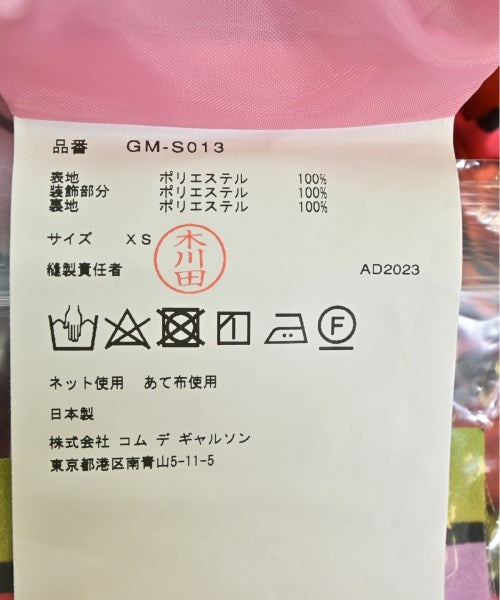 品番 GM-S013
表地 ポリエステル 100%
装飾部分 ポリエステル 100%
裏地 ポリエステル 100%
サイズ XS
木川田
縫製責任者 AD2023
F
ネット使用 あて布使用
日本製
株式会社 コム デ ギャルソン
東京都港区南青山5-11-5